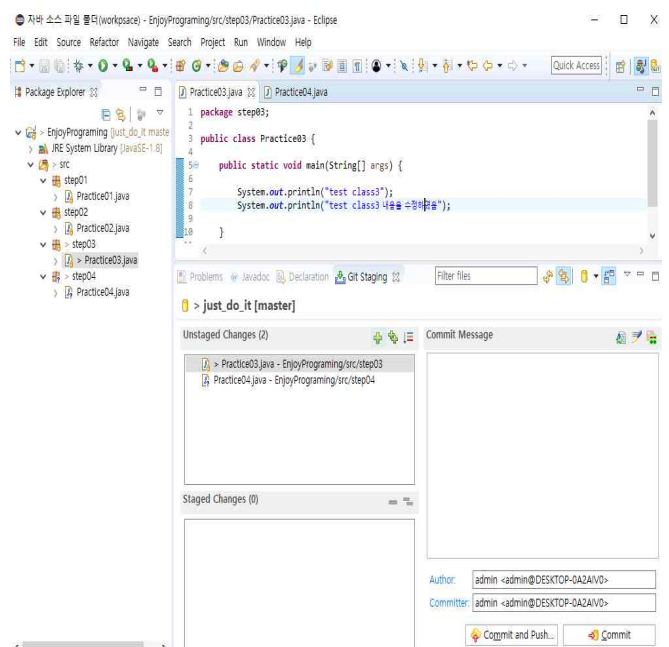 자바 소스 파일 폴더(workpsace) - EnjoyPrograming/src/step03/Practice03.java - Eclipse
File Edit Source Refactor Navigate Search Project Run Window Help
Quick Access
Package Explorer
> EnjoyPrograming [just_do_it maste
JRE System Library [JavaSE-1.8]
> src
step01
Practice01.java
step02
Practice02.java
> step03
> Practice03.java
> step04
Practice04.java
Practice03.java Practice04.java
1 package step03;
2
3 public class Practice03 {
4
5 public static void main(String[] args) {
6
7 System.out.println("test class3");
8 System.out.println("test class3 내용을 수정하였음");
9
10 }
Problems Javadoc Declaration Git Staging Filter files
> just_do_it [master]
Unstaged Changes (2)
> Practice03.java - EnjoyPrograming/src/step03
Practice04.java - EnjoyPrograming/src/step04
Staged Changes (0)
Commit Message
Author: admin <admin@DESKTOP-0A2AIV0>
Committer: admin <admin@DESKTOP-0A2AIV0>
Commit and Push... Commit